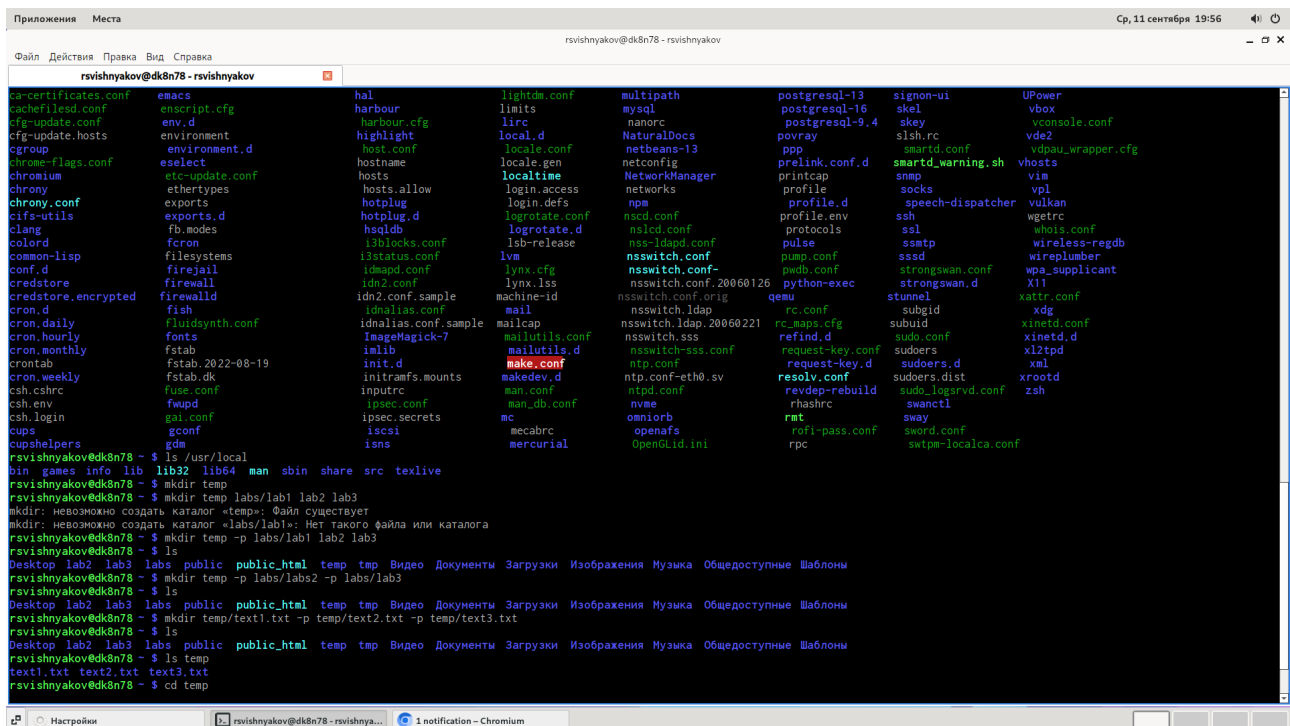 Приложения Места Ср, 11 сентября 19:56
rsvishnyakov@dk8n78 - rsvishnyakov
Файл Действия Правка Вид Справка
rsvishnyakov@dk8n78 - rsvishnyakov
ca-certificates.conf emacs hal lightdm.conf multipath postgresql-13 signon-ui UPower
cachefilesd.conf enscript.cfg harbour limits mysql postgresql-16 skel vbox
cfg-update.conf env.d harbour.cfg lirc nanorc postgresql-9.4 skey vconsole.conf
cfg-update.hosts environment highlight local.d NaturalDocs povray slsh.rc vde2
cgroup environment.d host.conf locale.conf netbeans-13 ppp smartd.conf vdpau_wrapper.cfg
chrome-flags.conf eselect hostname locale.gen netconfig prelink.conf.d smartd_warning.sh vhosts
chromium etc-update.conf hosts localtime NetworkManager printcap snmp vim
chrony ethertypes hosts.allow login.access networks profile socks vpl
chrony.conf exports hotplug login.defs npm profile.d speech-dispatcher vulkan
cifs-utils exports.d hotplug.d logrotate.conf nscd.conf profile.env ssh wgetrc
clang fb.modes hsqldb logrotate.d nslcd.conf protocols ssl whois.conf
colord fcron i3blocks.conf lsb-release nss-ldapd.conf pulse ssmtp wireless-regdb
common-lisp filesystems i3status.conf lvm nsswitch.conf pump.conf sssd wireplumber
conf.d firejail idmapd.conf lynx.cfg nsswitch.conf- pwdb.conf strongswan.conf wpa_supplicant
credstore firewall idn2.conf lynx.lss nsswitch.conf.20060126 python-exec strongswan.d X11
credstore.encrypted firewalld idn2.conf.sample machine-id nsswitch.conf.orig qemu stunnel xattr.conf
cron.d fish idnalias.conf mail nsswitch.ldap rc.conf subgid xdg
cron.daily fluidsynth.conf idnalias.conf.sample mailcap nsswitch.ldap.20060221 rc_maps.cfg subuid xinetd.conf
cron.hourly fonts ImageMagick-7 mailutils.conf nsswitch.sss refind.d sudo.conf xinetd.d
cron.monthly fstab imlib mailutils.d nsswitch-sss.conf request-key.conf sudoers xl2tpd
crontab fstab.2022-08-19 init.d make.conf ntp.conf request-key.d sudoers.d xml
cron.weekly fstab.dk initramfs.mounts makedev.d ntp.conf-eth0.sv resolv.conf sudoers.dist xrootd
csh.cshrc fuse.conf inputrc man.conf ntpd.conf revdep-rebuild sudo_logsrvd.conf zsh
csh.env fwupd ipsec.conf man_db.conf nvme rhashrc swanctl
csh.login gai.conf ipsec.secrets mc omniorb rmt sway
cups gconf iscsi mecabrc openafs rofi-pass.conf sword.conf
cupshelpers gdm isns mercurial OpenGLid.ini rpc swtpm-localca.conf
rsvishnyakov@dk8n78 ~ $ ls /usr/local
bin games info lib lib32 lib64 man sbin share src texlive
rsvishnyakov@dk8n78 ~ $ mkdir temp
rsvishnyakov@dk8n78 ~ $ mkdir temp labs/lab1 lab2 lab3
mkdir: невозможно создать каталог «temp»: Файл существует
mkdir: невозможно создать каталог «labs/lab1»: Нет такого файла или каталога
rsvishnyakov@dk8n78 ~ $ mkdir temp -p labs/lab1 lab2 lab3
rsvishnyakov@dk8n78 ~ $ ls
Desktop lab2 lab3 labs public public_html temp tmp Видео Документы Загрузки Изображения Музыка Общедоступные Шаблоны
rsvishnyakov@dk8n78 ~ $ mkdir temp -p labs/labs2 -p labs/lab3
rsvishnyakov@dk8n78 ~ $ ls
Desktop lab2 lab3 labs public public_html temp tmp Видео Документы Загрузки Изображения Музыка Общедоступные Шаблоны
rsvishnyakov@dk8n78 ~ $ mkdir temp/text1.txt -p temp/text2.txt -p temp/text3.txt
rsvishnyakov@dk8n78 ~ $ ls
Desktop lab2 lab3 labs public public_html temp tmp Видео Документы Загрузки Изображения Музыка Общедоступные Шаблоны
rsvishnyakov@dk8n78 ~ $ ls temp
text1.txt text2.txt text3.txt
rsvishnyakov@dk8n78 ~ $ cd temp
Настройки rsvishnyakov@dk8n78 - rsvishnya... 1 notification – Chromium